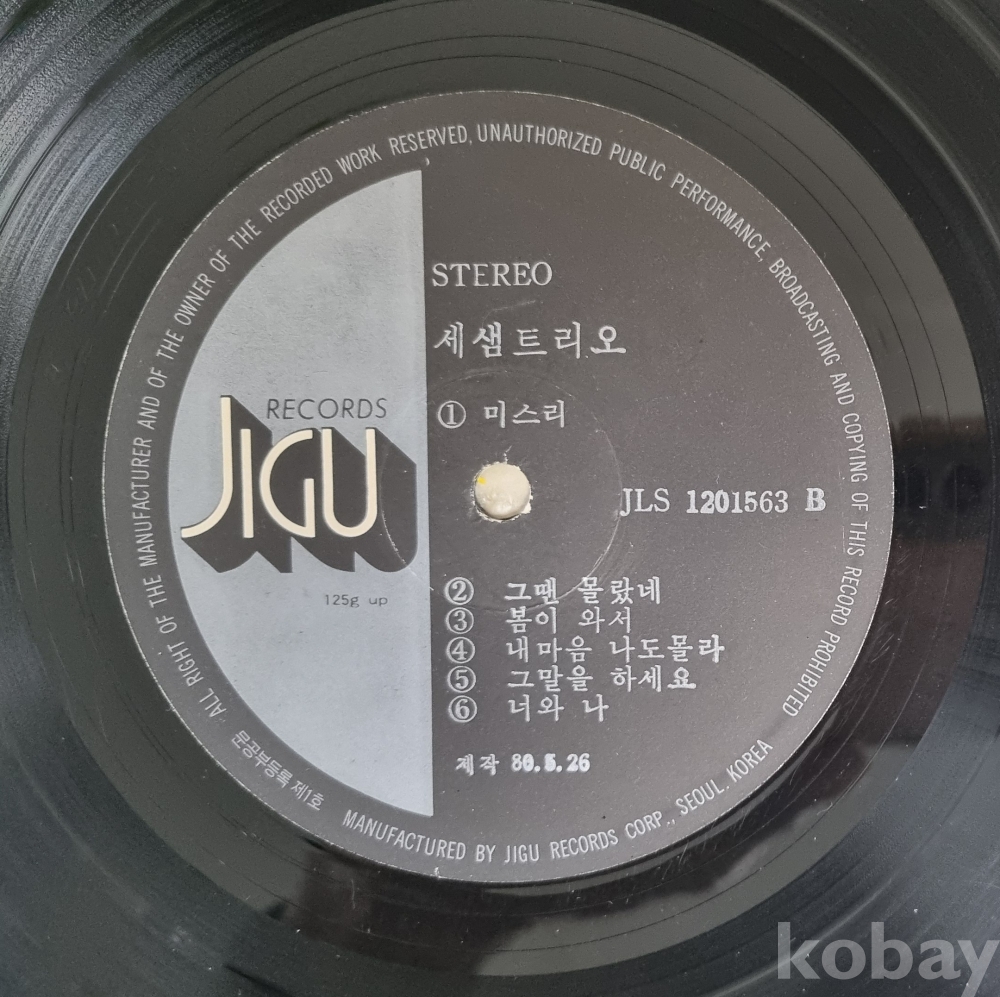 ALL RIGHT OF THE MANUFACTURER AND OF THE OWNER OF THE RECORDED WORK RESERVED, UNAUTHORIZED PUBLIC PERFORMANCE, BROADCASTING AND COPYING OF THIS RECORD PROHIBITED
STEREO
세샘트리오
① 미스리
RECORDS
JIGU
JLS 1201563 B
125g up
② 그땐 몰랐네
③ 봄이 와서
④ 내마음 나도몰라
⑤ 그말을 하세요
⑥ 너와 나
제작 80.5.26
문공부등록 제1호
MANUFACTURED BY JIGU RECORDS CORP., SEOUL. KOREA
kobay